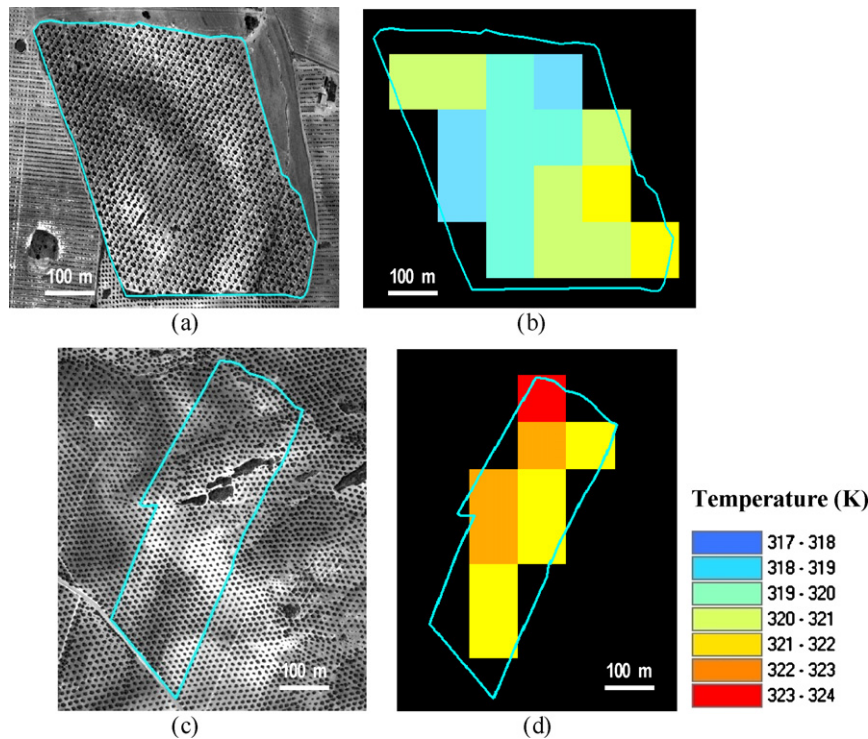 100 m
100 m
(a)
(b)
Temperature (K)
317 - 318
318 - 319
319 - 320
320 - 321
321 - 322
322 - 323
323 - 324
100 m
100 m
(c)
(d)